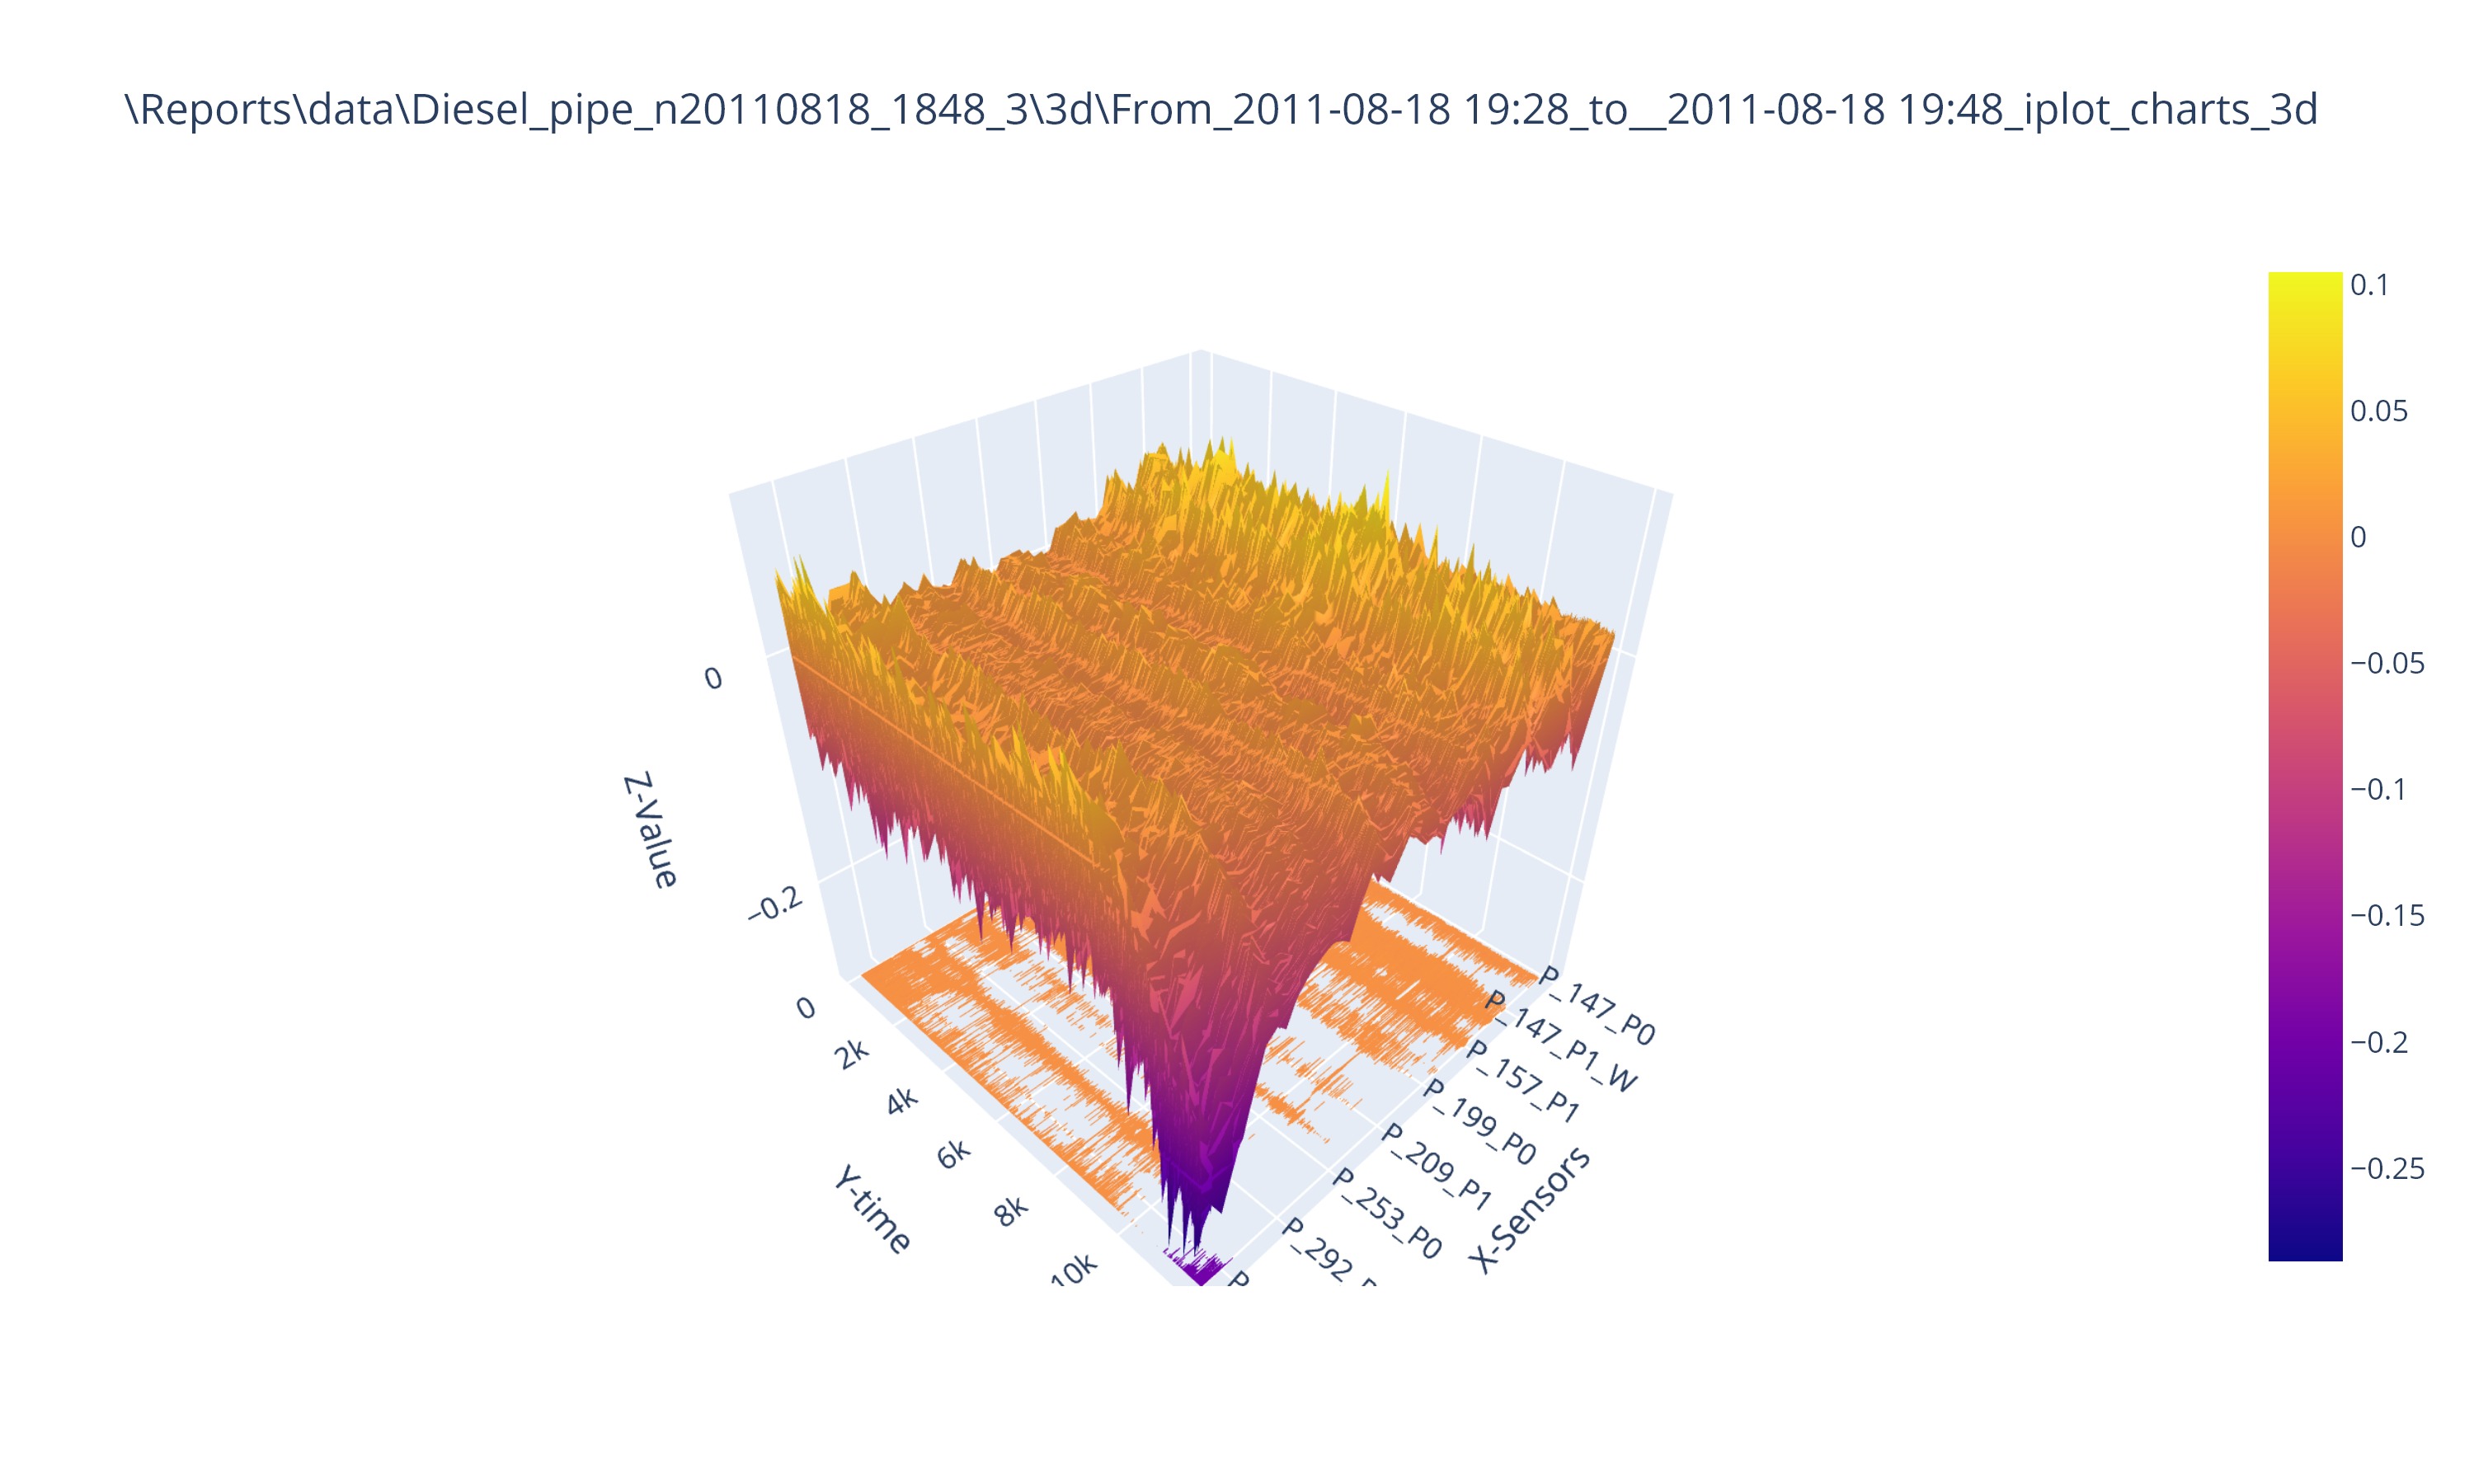 \Reports\data\Diesel_pipe_n20110818_1848_3\3d\From_2011-08-18 19:28_to__2011-08-18 19:48_iplot_charts_3d
0.1
0.05
0
−0.05
−0.1
−0.15
−0.2
−0.25
0
−0.2
Z-Value
0
2k
4k
6k
8k
10k
Y-time
P_147_P0
P_147_P1_W
P_157_P1
P_199_P0
P_209_P1
P_253_P0
P_292_
X-Sensors